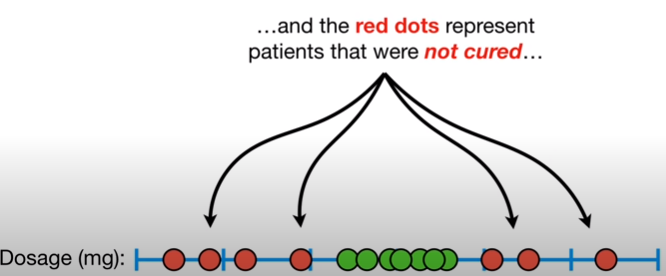 ...and the red dots represent
patients that were not cured...
Dosage (mg):